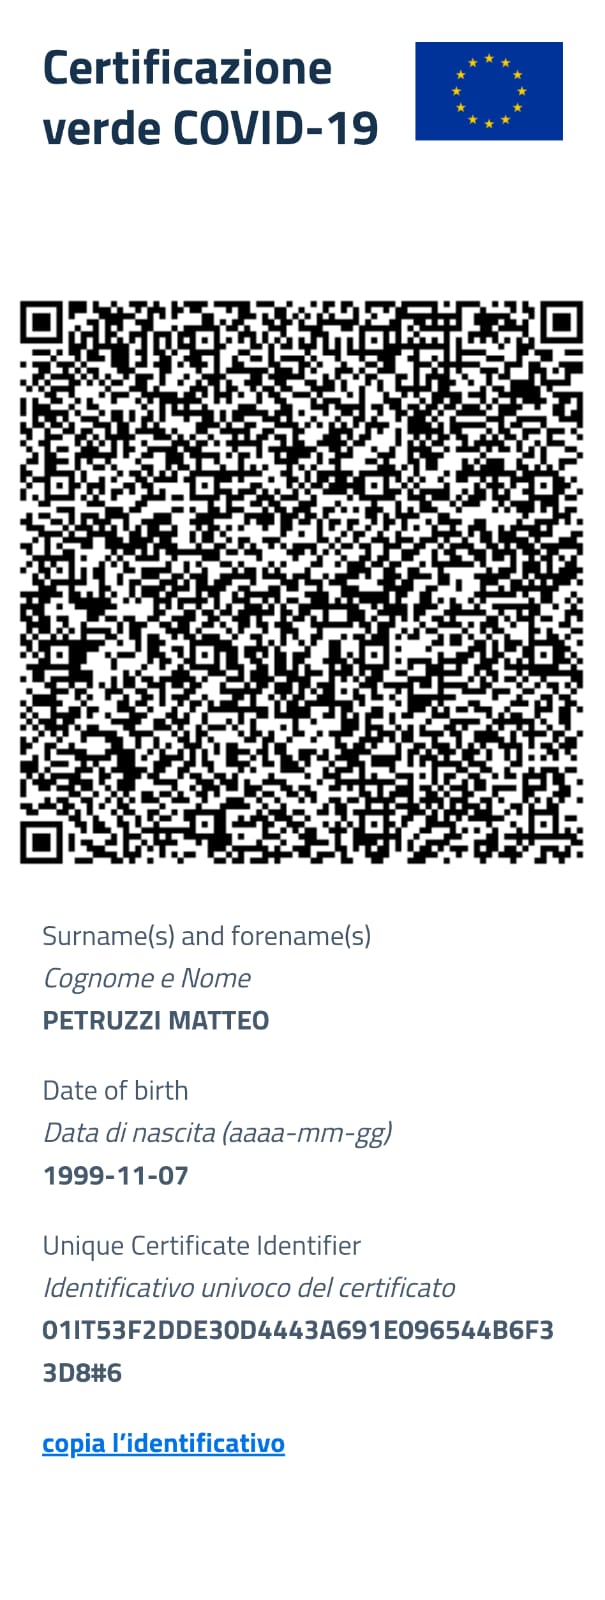 Certificazione
verde COVID-19
Surname(s) and forename(s)
Cognome e Nome
PETRUZZI MATTEO
Date of birth
Data di nascita (aaaa-mm-gg)
1999-11-07
Unique Certificate Identifier
Identificativo univoco del certificato
01IT53F2DDE30D4443A691E096544B6F3
3D8#6
copia l’identificativo